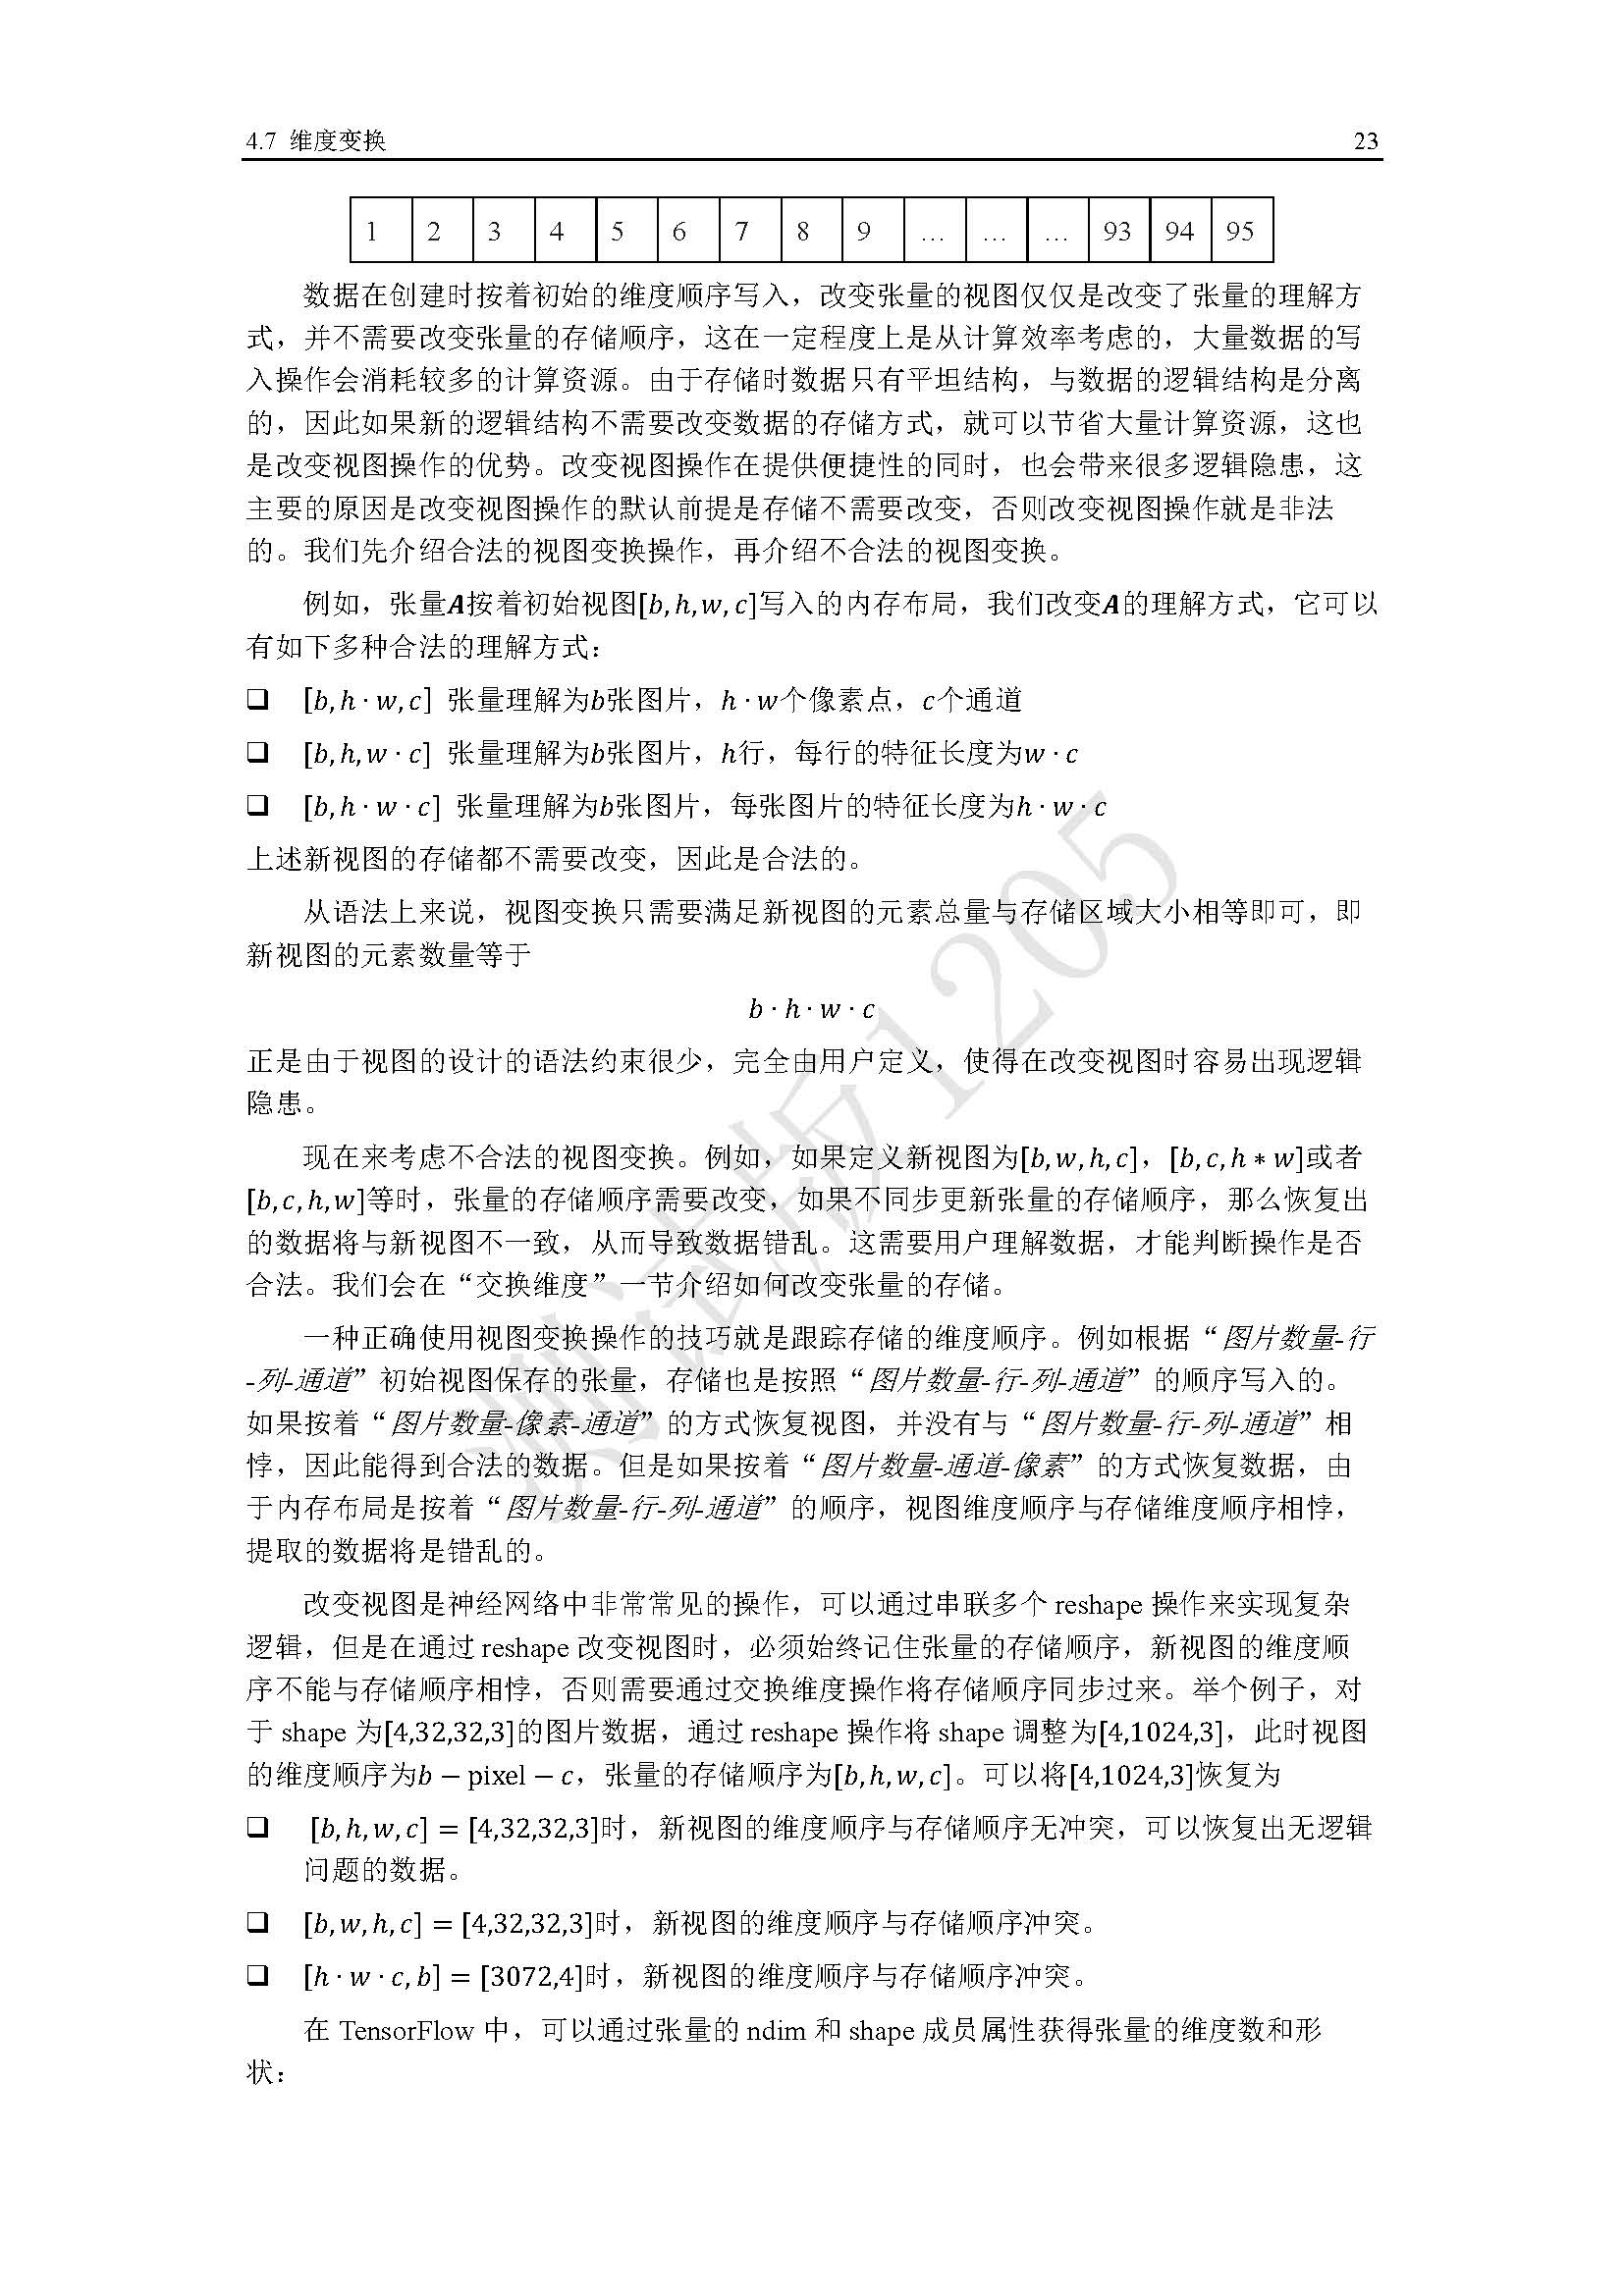 4.7 维度变换 23
1 2 3 4 5 6 7 8 9 … … … 93 94 95
数据在创建时按着初始的维度顺序写入，改变张量的视图仅仅是改变了张量的理解方
式，并不需要改变张量的存储顺序，这在一定程度上是从计算效率考虑的，大量数据的写
入操作会消耗较多的计算资源。由于存储时数据只有平坦结构，与数据的逻辑结构是分离
的，因此如果新的逻辑结构不需要改变数据的存储方式，就可以节省大量计算资源，这也
是改变视图操作的优势。改变视图操作在提供便捷性的同时，也会带来很多逻辑隐患，这
主要的原因是改变视图操作的默认前提是存储不需要改变，否则改变视图操作就是非法
的。我们先介绍合法的视图变换操作，再介绍不合法的视图变换。
例如，张量A按着初始视图[b, h, w, c]写入的内存布局，我们改变A的理解方式，它可以
有如下多种合法的理解方式：
❑ [b, h · w, c] 张量理解为b张图片，h · w个像素点，c个通道
❑ [b, h, w · c] 张量理解为b张图片，h行，每行的特征长度为w · c
❑ [b, h · w · c] 张量理解为b张图片，每张图片的特征长度为h · w · c
上述新视图的存储都不需要改变，因此是合法的。
从语法上来说，视图变换只需要满足新视图的元素总量与存储区域大小相等即可，即
新视图的元素数量等于
b · h · w · c
正是由于视图的设计的语法约束很少，完全由用户定义，使得在改变视图时容易出现逻辑
隐患。
现在来考虑不合法的视图变换。例如，如果定义新视图为[b, w, h, c]，[b, c, h ∗ w]或者
[b, c, h, w]等时，张量的存储顺序需要改变，如果不同步更新张量的存储顺序，那么恢复出
的数据将与新视图不一致，从而导致数据错乱。这需要用户理解数据，才能判断操作是否
合法。我们会在“交换维度”一节介绍如何改变张量的存储。
一种正确使用视图变换操作的技巧就是跟踪存储的维度顺序。例如根据“图片数量-行
-列-通道”初始视图保存的张量，存储也是按照“图片数量-行-列-通道”的顺序写入的。
如果按着“图片数量-像素-通道”的方式恢复视图，并没有与“图片数量-行-列-通道”相
悖，因此能得到合法的数据。但是如果按着“图片数量-通道-像素”的方式恢复数据，由
于内存布局是按着“图片数量-行-列-通道”的顺序，视图维度顺序与存储维度顺序相悖，
提取的数据将是错乱的。
改变视图是神经网络中非常常见的操作，可以通过串联多个 reshape 操作来实现复杂
逻辑，但是在通过 reshape 改变视图时，必须始终记住张量的存储顺序，新视图的维度顺
序不能与存储顺序相悖，否则需要通过交换维度操作将存储顺序同步过来。举个例子，对
于 shape 为[4,32,32,3]的图片数据，通过 reshape 操作将 shape 调整为[4,1024,3]，此时视图
的维度顺序为b − pixel − c，张量的存储顺序为[b, h, w, c]。可以将[4,1024,3]恢复为
❑ [b, h, w, c] = [4,32,32,3]时，新视图的维度顺序与存储顺序无冲突，可以恢复出无逻辑
问题的数据。
❑ [b, w, h, c] = [4,32,32,3]时，新视图的维度顺序与存储顺序冲突。
❑ [h · w · c, b] = [3072,4]时，新视图的维度顺序与存储顺序冲突。
在 TensorFlow 中，可以通过张量的 ndim 和 shape 成员属性获得张量的维度数和形
状：
测试版1205